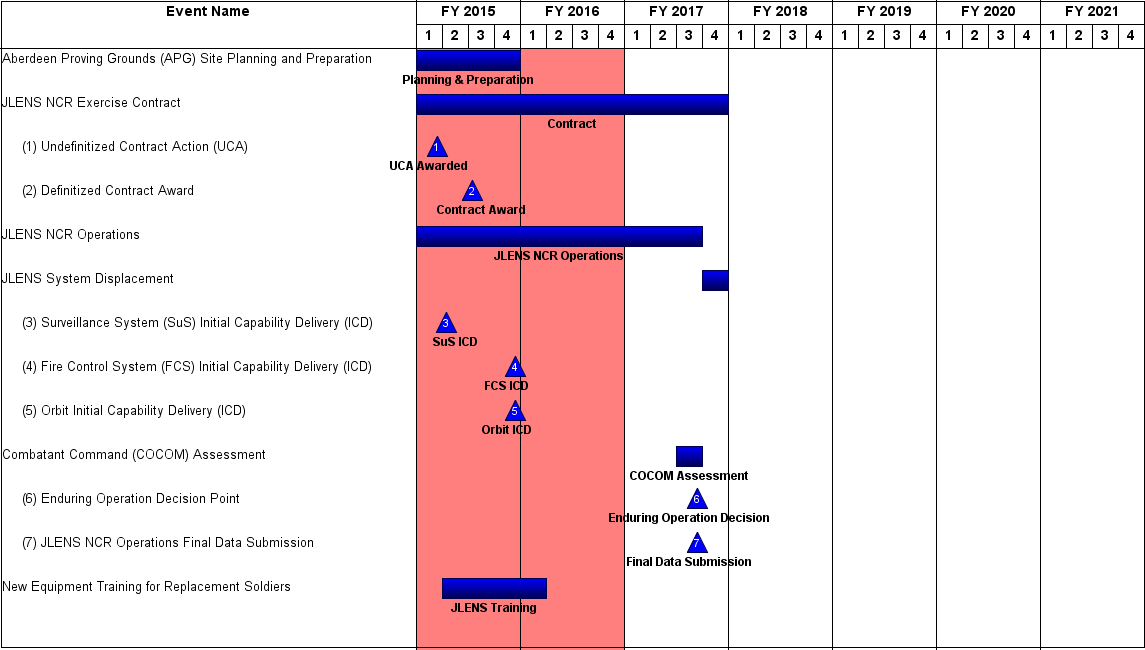 Event Name FY 2015 FY 2016 FY 2017 FY 2018 FY 2019 FY 2020 FY 2021
1 2 3 4 1 2 3 4 1 2 3 4 1 2 3 4 1 2 3 4 1 2 3 4 1 2 3 4
Aberdeen Proving Grounds (APG) Site Planning and Preparation
Planning & Preparation
JLENS NCR Exercise Contract
Contract
(1) Undefinitized Contract Action (UCA) 1
UCA Awarded
(2) Definitized Contract Award 2
Contract Award
JLENS NCR Operations
JLENS NCR Operations
JLENS System Displacement
(3) Surveillance System (SuS) Initial Capability Delivery (ICD) 3
SuS ICD
(4) Fire Control System (FCS) Initial Capability Delivery (ICD) 4
FCS ICD
(5) Orbit Initial Capability Delivery (ICD) 5
Orbit ICD
Combatant Command (COCOM) Assessment
COCOM Assessment
(6) Enduring Operation Decision Point 6
Enduring Operation Decision
(7) JLENS NCR Operations Final Data Submission 7
Final Data Submission
New Equipment Training for Replacement Soldiers
JLENS Training